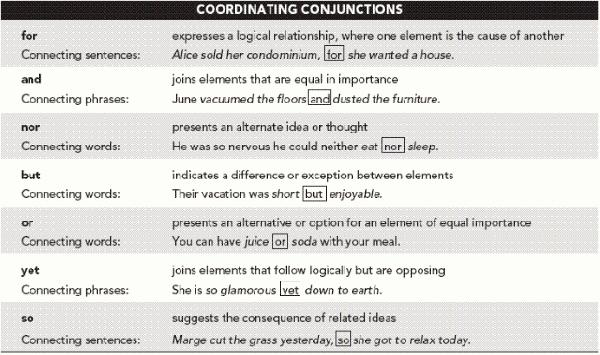 COORDINATING CONJUNCTIONS
for expresses a logical relationship, where one element is the cause of another
Connecting sentences: Alice sold her condominium, for she wanted a house.
and joins elements that are equal in importance
Connecting phrases: June vacuumed the floors and dusted the furniture.
nor presents an alternate idea or thought
Connecting words: He was so nervous he could neither eat nor sleep.
but indicates a difference or exception between elements
Connecting words: Their vacation was short but enjoyable.
or presents an alternative or option for an element of equal importance
Connecting words: You can have juice or soda with your meal.
yet joins elements that follow logically but are opposing
Connecting phrases: She is so glamorous yet down to earth.
so suggests the consequence of related ideas
Connecting sentences: Marge cut the grass yesterday, so she got to relax today.